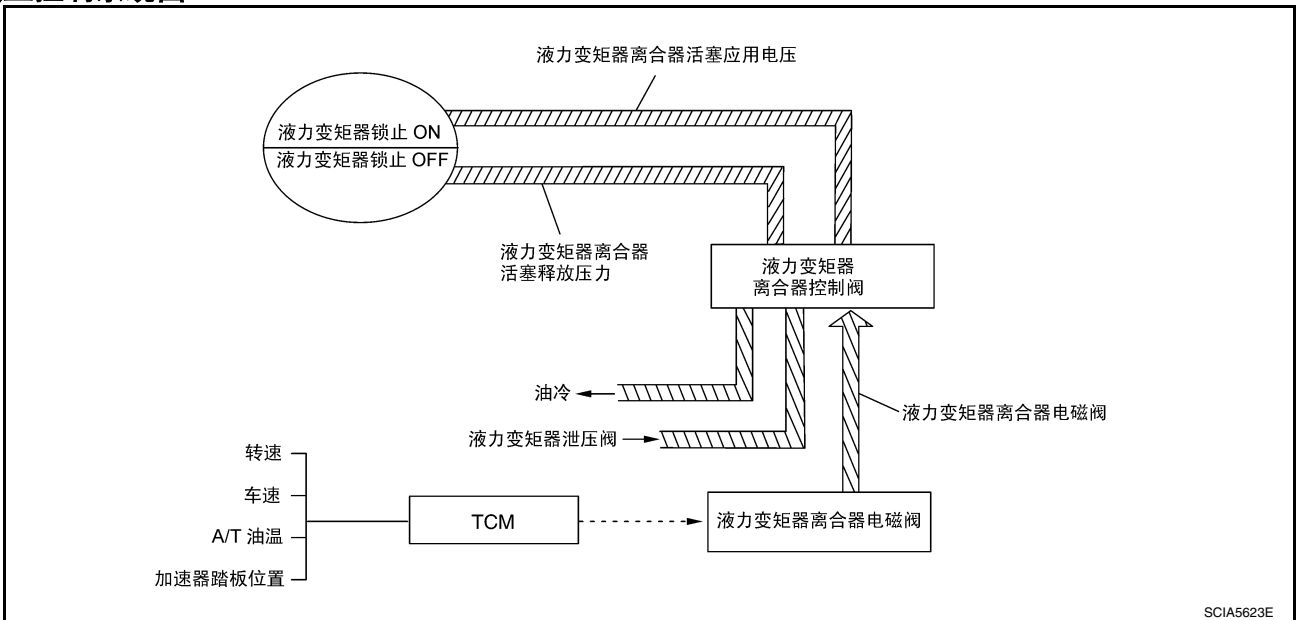 液力变矩器离合器活塞应用电压
液力变矩器锁止 ON
液力变矩器锁止 OFF
液力变矩器离合器
活塞释放压力
液力变矩器
离合器控制阀
油冷
液力变矩器离合器电磁阀
液力变矩器泄压阀
转速
车速
A/T 油温
加速器踏板位置
TCM
液力变矩器离合器电磁阀
SCIA5623E